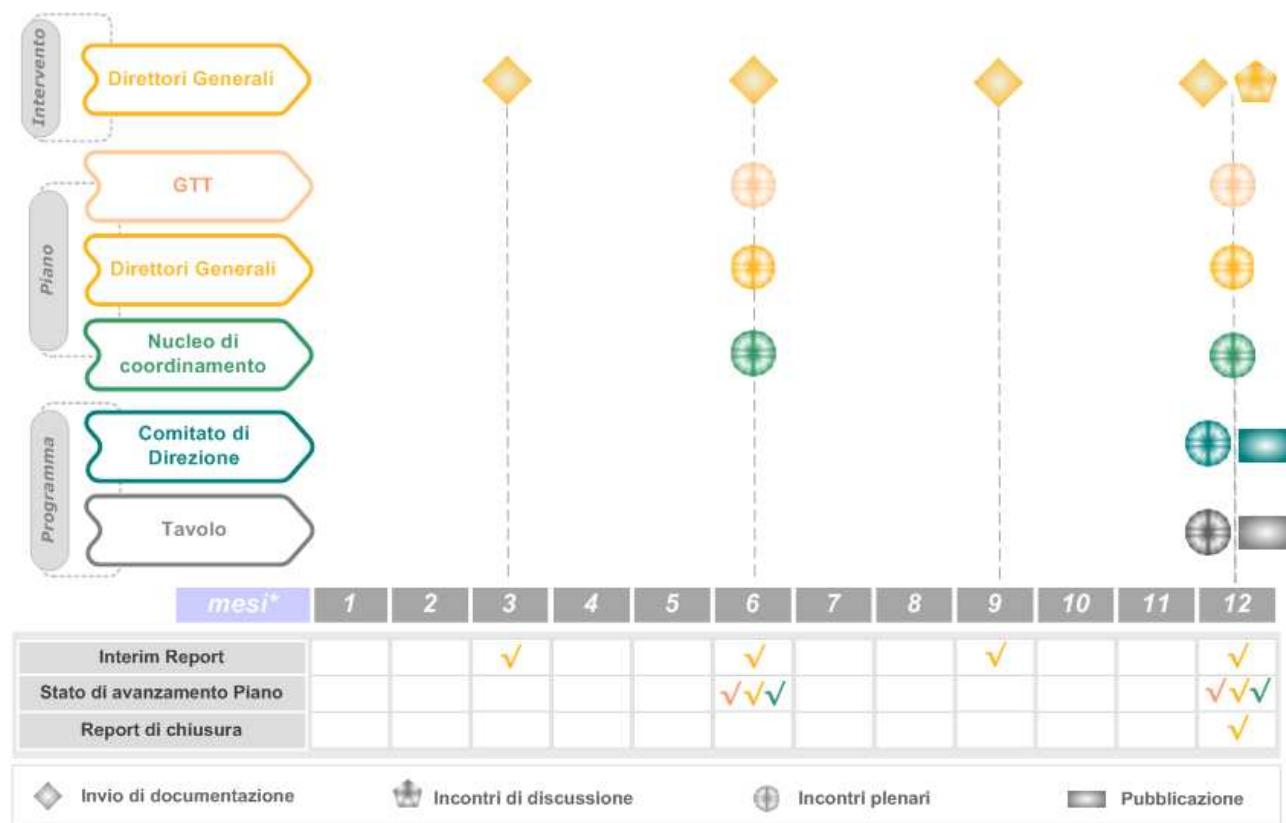 Intervento
Direttori Generali
Piano
GTT
Direttori Generali
Nucleo di
coordinamento
Programma
Comitato di
Direzione
Tavolo
mesi* 1 2 3 4 5 6 7 8 9 10 11 12
Interim Report √ √ √ √
Stato di avanzamento Piano √√√ √√√
Report di chiusura √
Invio di documentazione Incontri di discussione Incontri plenari Pubblicazione